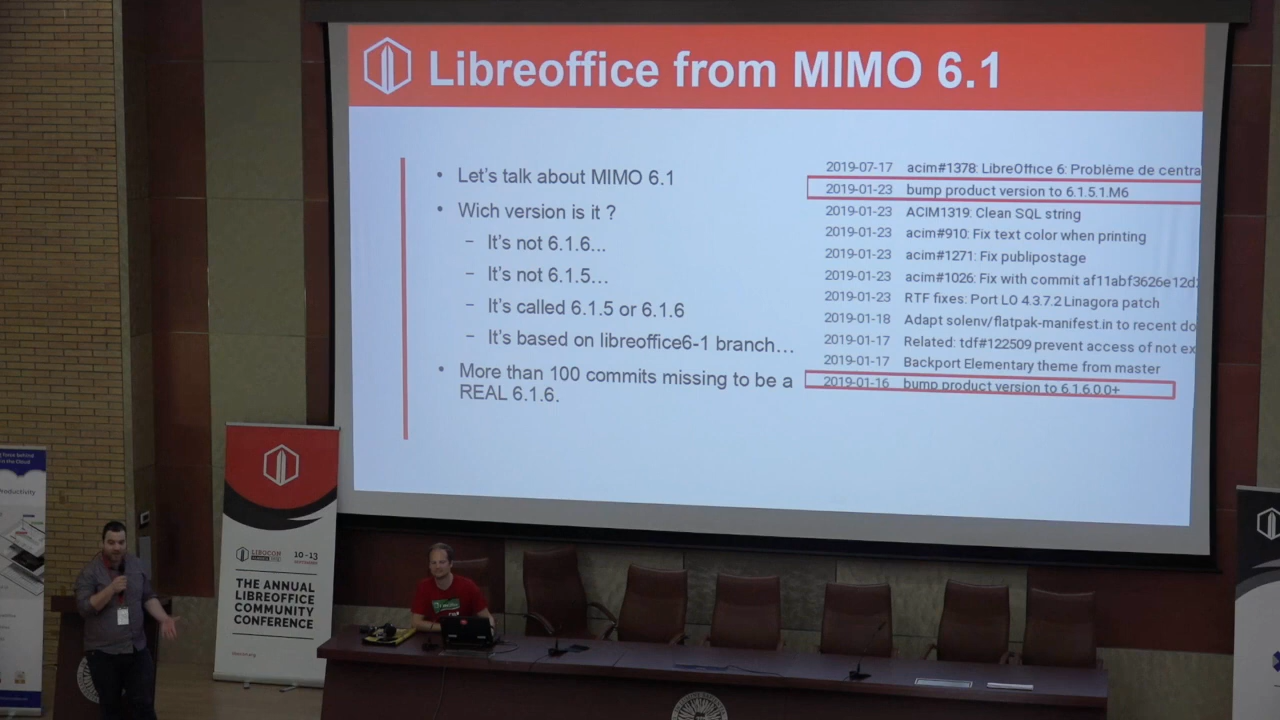 Libreoffice from MIMO 6.1
• Let's talk about MIMO 6.1
• Wich version is it ?
– It's not 6.1.6...
– It's not 6.1.5...
– It's called 6.1.5 or 6.1.6
– It's based on libreoffice6-1 branch...
• More than 100 commits missing to be a
REAL 6.1.6.
2019-07-17 acim#1378: LibreOffice 6: Problème de centra
2019-01-23 bump product version to 6.1.5.1.M6
2019-01-23 ACIM1319: Clean SQL string
2019-01-23 acim#910: Fix text color when printing
2019-01-23 acim#1271: Fix publipostage
2019-01-23 acim#1026: Fix with commit af11abf3626e12d
2019-01-23 RTF fixes: Port LO 4.3.7.2 Linagora patch
2019-01-18 Adapt solenv/flatpak-manifest.in to recent do
2019-01-17 Related: tdf#122509 prevent access of not ex
2019-01-17 Backport Elementary theme from master
2019-01-16 bump product version to 6.1.6.0.0+
LIBOCON
10-13
THE ANNUAL
LIBREOFFICE
COMMUNITY
CONFERENCE
in the Cloud